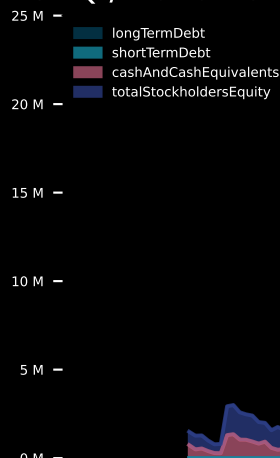 25 M
longTermDebt
shortTermDebt
cashAndCashEquivalents
totalStockholdersEquity
20 M
15 M
10 M
5 M
0 M